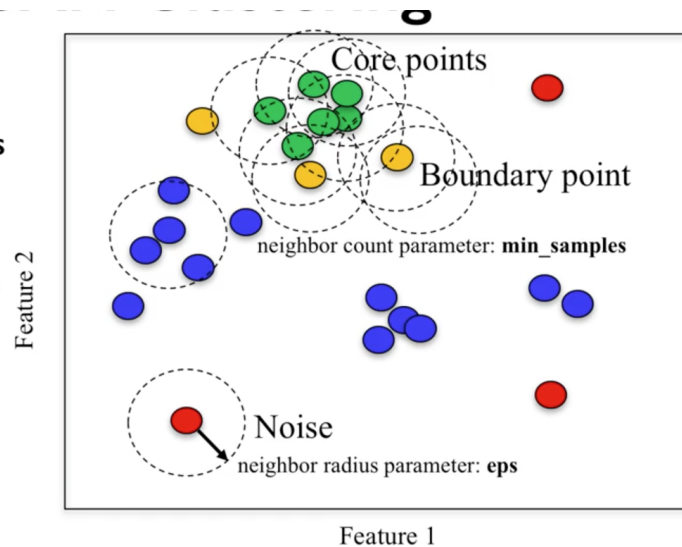 Core points
Boundary point
neighbor count parameter: min_samples
Feature 2
Noise
neighbor radius parameter: eps
Feature 1